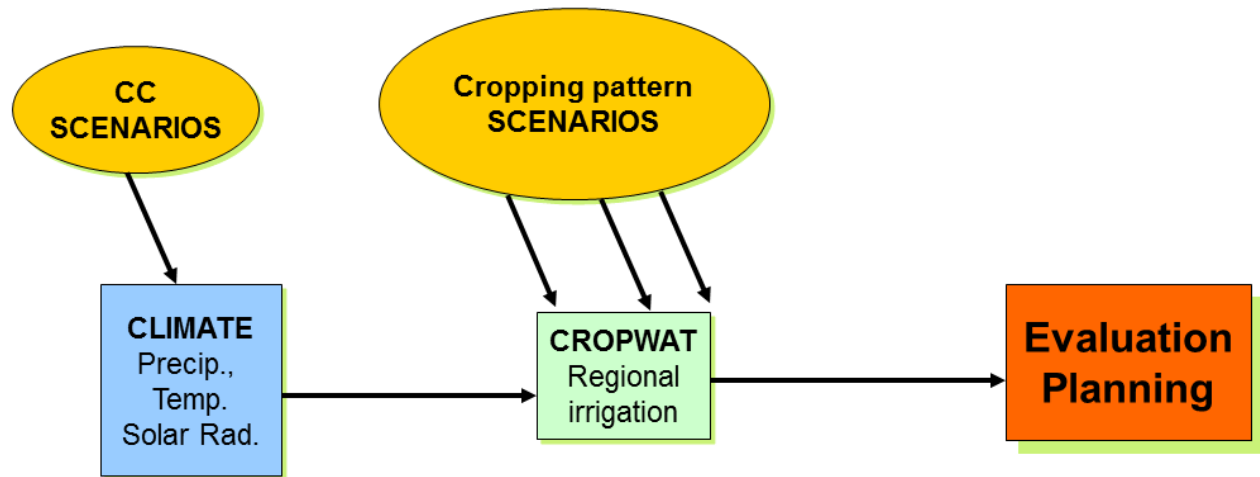 CC
SCENARIOS
Cropping pattern
SCENARIOS
CLIMATE
Precip.,
Temp.
Solar Rad.
CROPWAT
Regional
irrigation
Evaluation
Planning